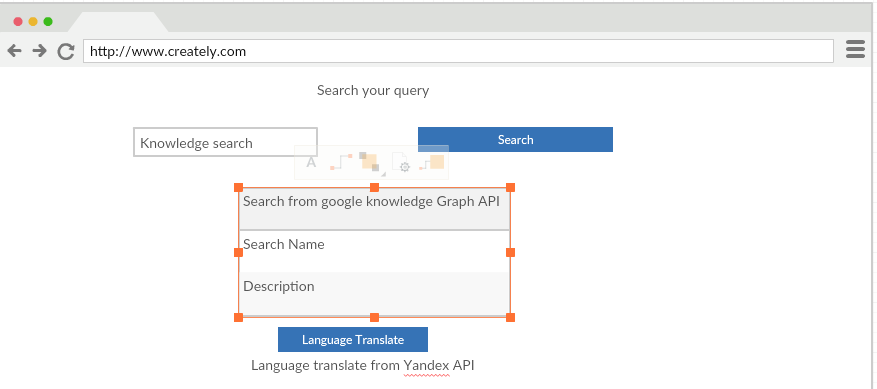 http://www.creately.com
Search your query
Knowledge search
Search
A
Search from google knowledge Graph API
Search Name
Description
Language Translate
Language translate from Yandex API